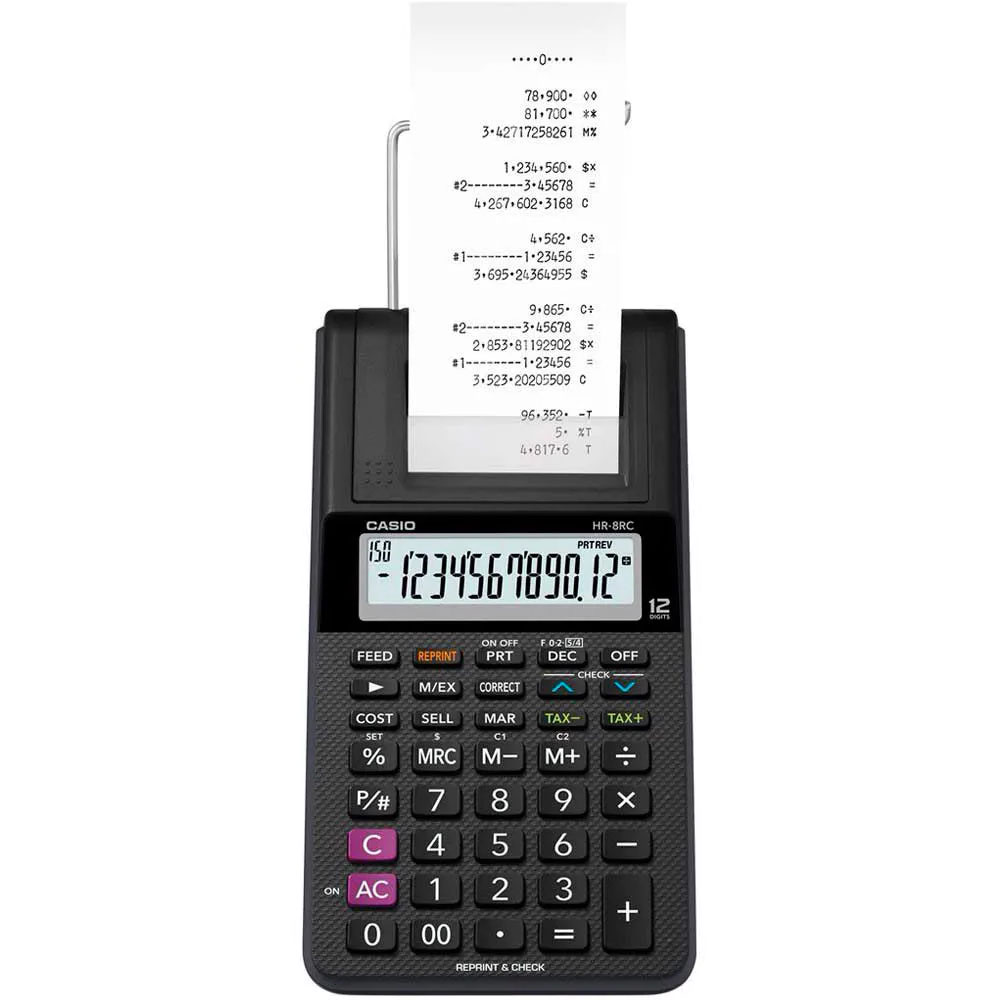 ····0····
78,900· ◊◊
81,700· **
3·42717258261 M%
1,234,560· $×
#2--------3·45678 =
4,267,602·3168 C
4,562· C÷
#1--------1·23456 =
3,695·24364955 $
9,865· C÷
#2--------3·45678 =
2,853·81192902 $×
#1--------1·23456 =
3,523·20205509 C
96,352· -T
5· %T
4,817·6 T
CASIO HR-8RC
150 PRT REV
-123'456'789'0.12
12
DIGITS
ON OFF F 0·2· 5/4
FEED REPRINT PRT DEC OFF
CHECK
▶ M/EX CORRECT
COST SELL MAR TAX− TAX+
SET $ C1 C2
% MRC M− M+ ÷
P/# 7 8 9 ×
C 4 5 6 −
ON AC 1 2 3 +
0 00 · =
REPRINT & CHECK